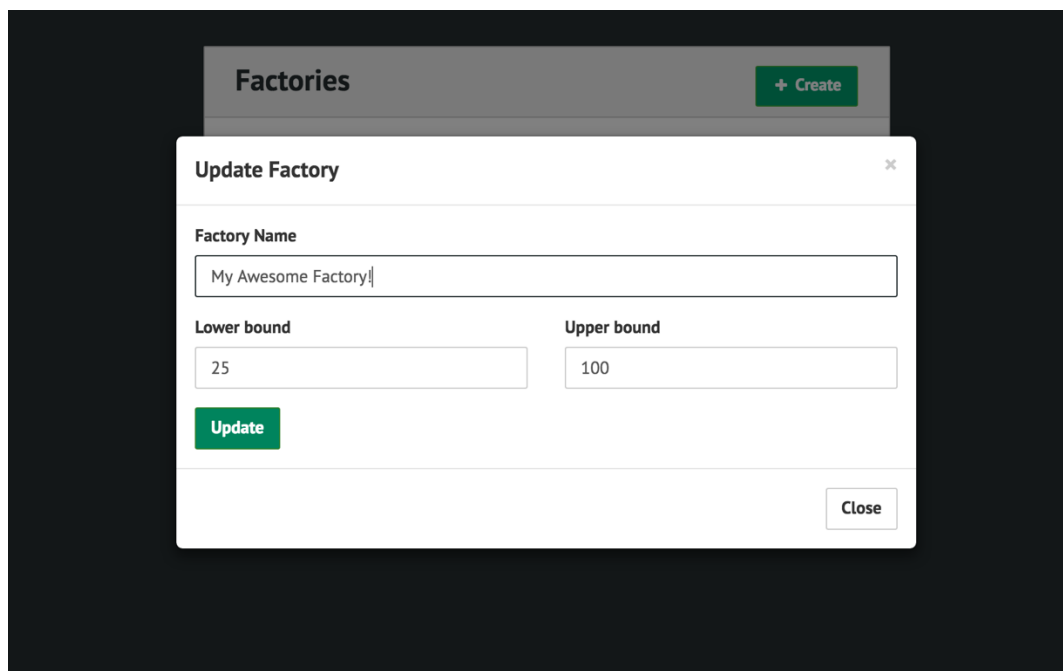 Factories
+ Create
Update Factory
×
Factory Name
My Awesome Factory!
Lower bound
Upper bound
25
100
Update
Close